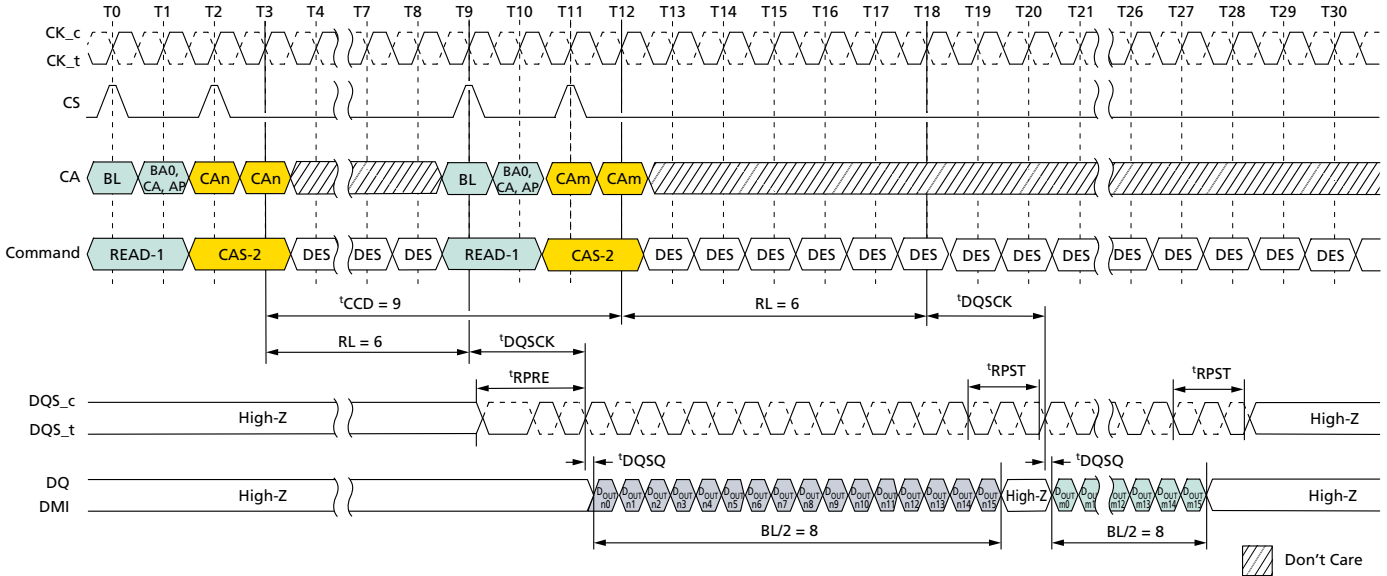 T0 T1 T2 T3 T4 T7 T8 T9 T10 T11 T12 T13 T14 T15 T16 T17 T18 T19 T20 T21 T26 T27 T28 T29 T30
CK_c
CK_t
CS
CA BL BA0, CA, AP CAn CAn BL BA0, CA, AP CAm CAm
Command READ-1 CAS-2 DES DES DES READ-1 CAS-2 DES DES DES DES DES DES DES DES DES DES DES DES DES DES
tCCD = 9 RL = 6 tDQSCK
RL = 6 tDQSCK
tRPRE tRPST tRPST
DQS_c
DQS_t
High-Z High-Z
tDQSQ tDQSQ
DQ
DMI
High-Z DOUT n0 DOUT n1 DOUT n2 DOUT n3 DOUT n4 DOUT n5 DOUT n6 DOUT n7 DOUT n8 DOUT n9 DOUT n10 DOUT n11 DOUT n12 DOUT n13 DOUT n14 DOUT n15 High-Z DOUT m0 DOUT m1 DOUT m12 DOUT m13 DOUT m14 DOUT m15 High-Z
BL/2 = 8 BL/2 = 8
Don't Care